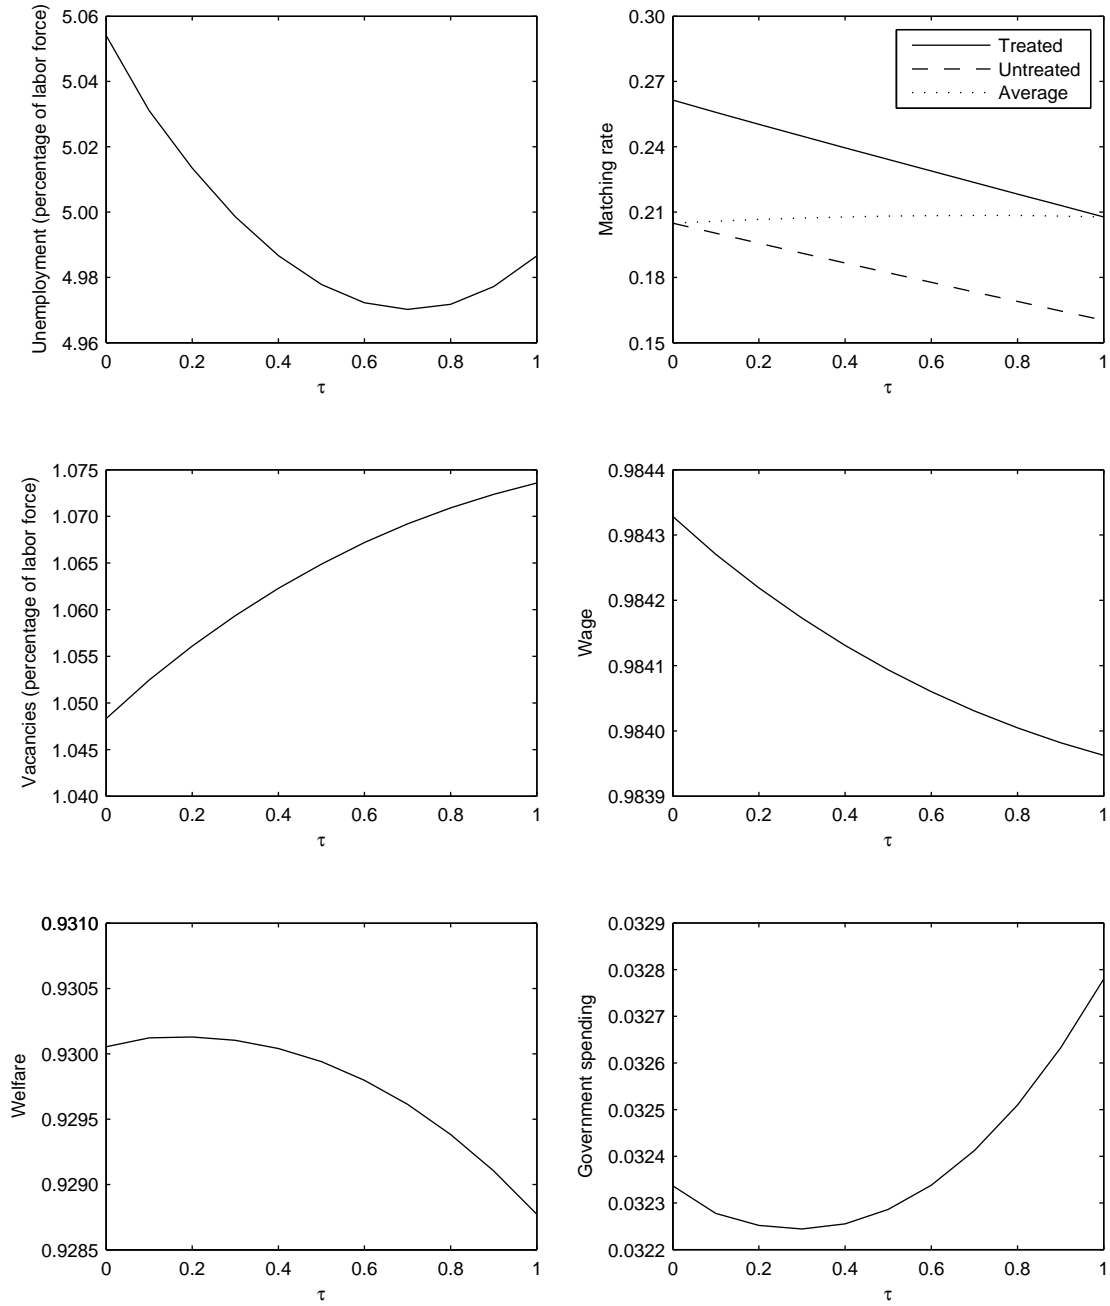 5.06
5.04
5.02
5.00
4.98
4.96
Unemployment (percentage of labor force)
0 0.2 0.4 0.6 0.8 1
τ
0.30
0.27
0.24
0.21
0.18
0.15
Matching rate
Treated
Untreated
Average
0 0.2 0.4 0.6 0.8 1
τ
1.075
1.070
1.065
1.060
1.055
1.050
1.045
1.040
Vacancies (percentage of labor force)
0 0.2 0.4 0.6 0.8 1
τ
0.9844
0.9843
0.9842
0.9841
0.9840
0.9839
Wage
0 0.2 0.4 0.6 0.8 1
τ
0.9310
0.9305
0.9300
0.9295
0.9290
0.9285
Welfare
0 0.2 0.4 0.6 0.8 1
τ
0.0329
0.0328
0.0327
0.0326
0.0325
0.0324
0.0323
0.0322
Government spending
0 0.2 0.4 0.6 0.8 1
τ